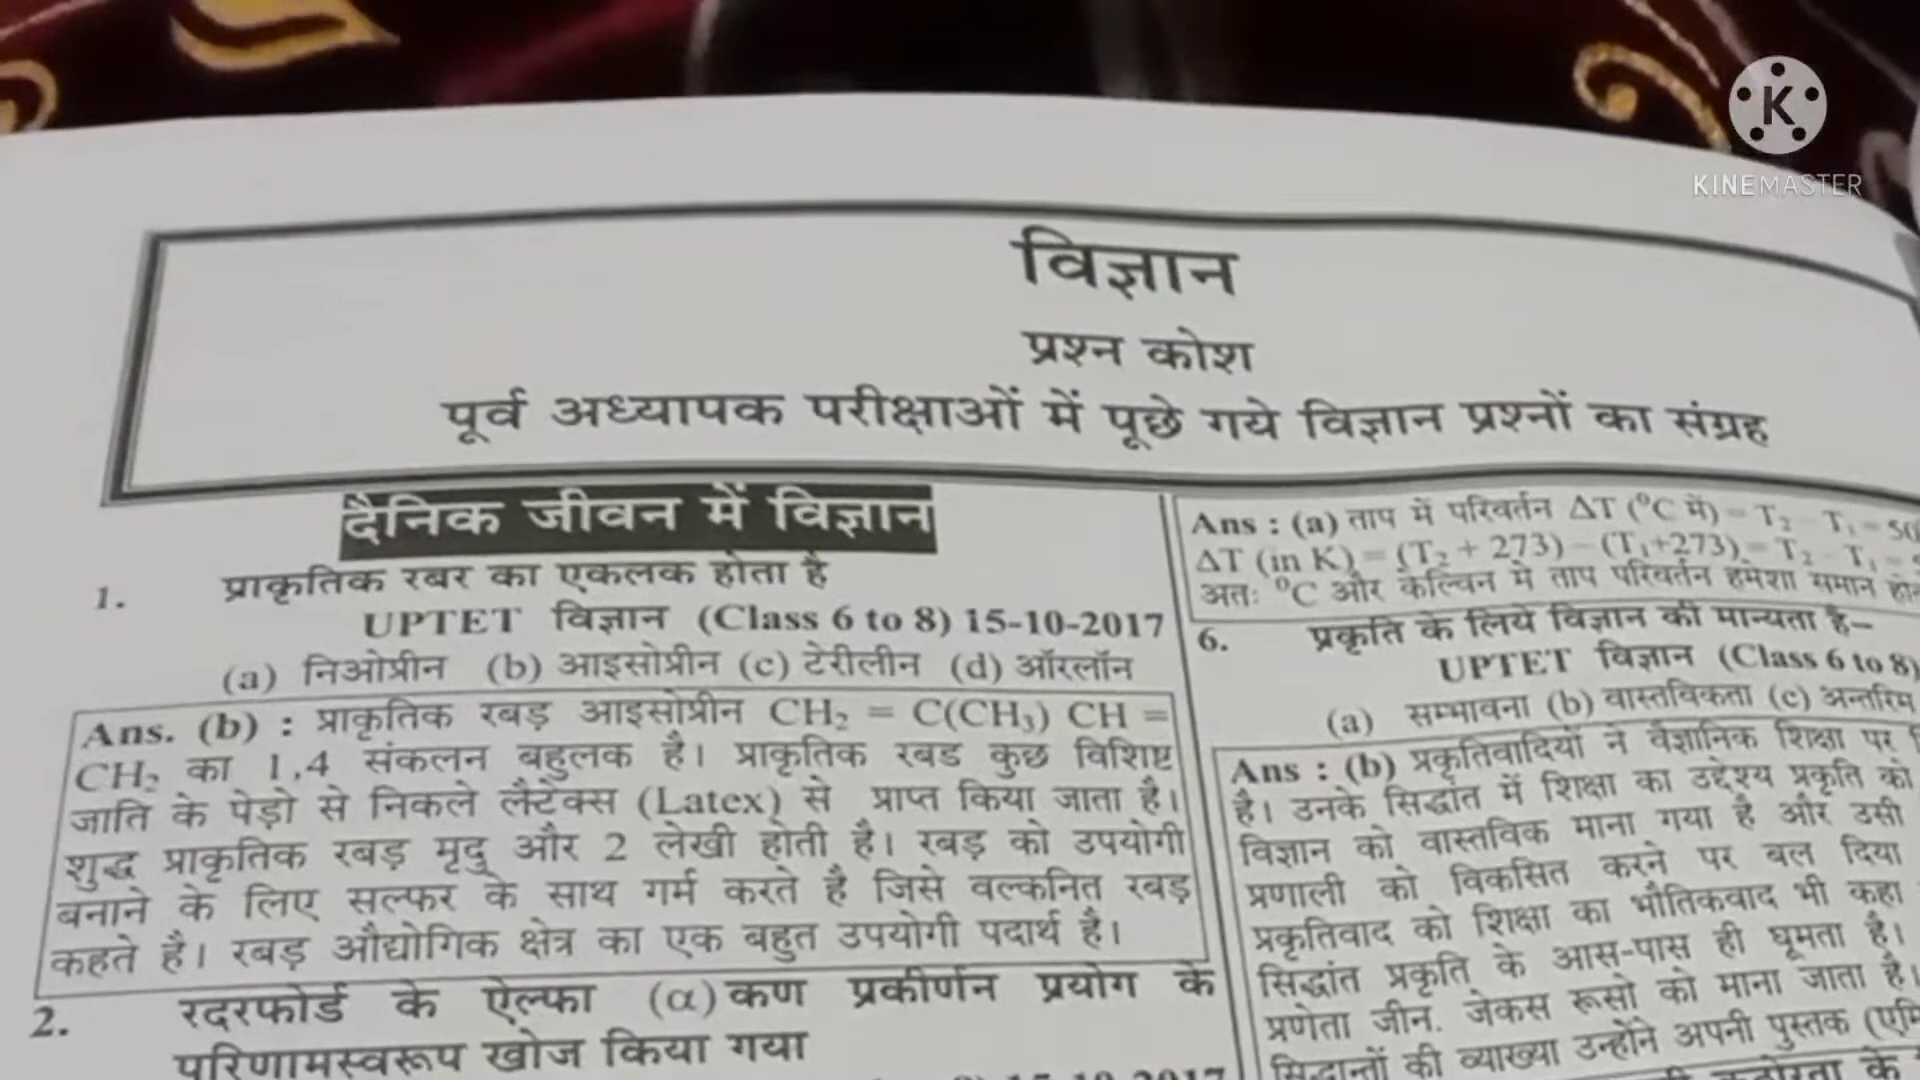 KINEMASTER
विज्ञान
प्रश्न कोश
पूर्व अध्यापक परीक्षाओं में पूछे गये विज्ञान प्रश्नों का संग्रह
दैनिक जीवन में विज्ञान
1. प्राकृतिक रबर का एकलक होता है
UPTET विज्ञान (Class 6 to 8) 15-10-2017
(a) निओप्रीन (b) आइसोप्रीन (c) टेरीलीन (d) ऑरलॉन
Ans. (b) : प्राकृतिक रबड़ आइसोप्रीन CH₂ = C(CH₃) CH =
CH₂ का 1,4 संकलन बहुलक है। प्राकृतिक रबड कुछ विशिष्ट
जाति के पेड़ो से निकले लैटेक्स (Latex) से प्राप्त किया जाता है।
शुद्ध प्राकृतिक रबड़ मृदु और 2 लेखी होती है। रबड़ को उपयोगी
बनाने के लिए सल्फर के साथ गर्म करते है जिसे वल्कनित रबड़
कहते है। रबड़ औद्योगिक क्षेत्र का एक बहुत उपयोगी पदार्थ है।
2. रदरफोर्ड के ऐल्फा (α) कण प्रकीर्णन प्रयोग के
परिणामस्वरूप खोज किया गया
15-10-2017
Ans : (a) ताप में परिवर्तन ΔT (⁰C में) = T₂ – T₁ =
ΔT (in K) = (T₂ + 273) – (T₁+273) = T₂ – T₁ =
अतः ⁰C और केल्विन मे ताप परिवर्तन हमेशा समान
6. प्रकृति के लिये विज्ञान की मान्यता है–
UPTET विज्ञान (Class 6 to 8)
(a) सम्भावना (b) वास्तविकता (c) अन्तरिम
Ans : (b) प्रकृतिवादियों ने वैज्ञानिक शिक्षा पर
है। उनके सिद्धांत में शिक्षा का उद्देश्य प्रकृति को
विज्ञान को वास्तविक माना गया है और उसी
प्रणाली को विकसित करने पर बल दिया
प्रकृतिवाद को शिक्षा का भौतिकवाद भी कहा
सिद्धांत प्रकृति के आस-पास ही घूमता है।
प्रणेता जीन. जेकस रूसो को माना जाता है।
सिद्धान्तों की व्याख्या उन्होंने अपनी पुस्तक